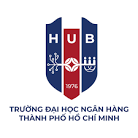 HUB
1976
TRƯỜNG ĐẠI HỌC NGÂN HÀNG
THÀNH PHỐ HỒ CHÍ MINH